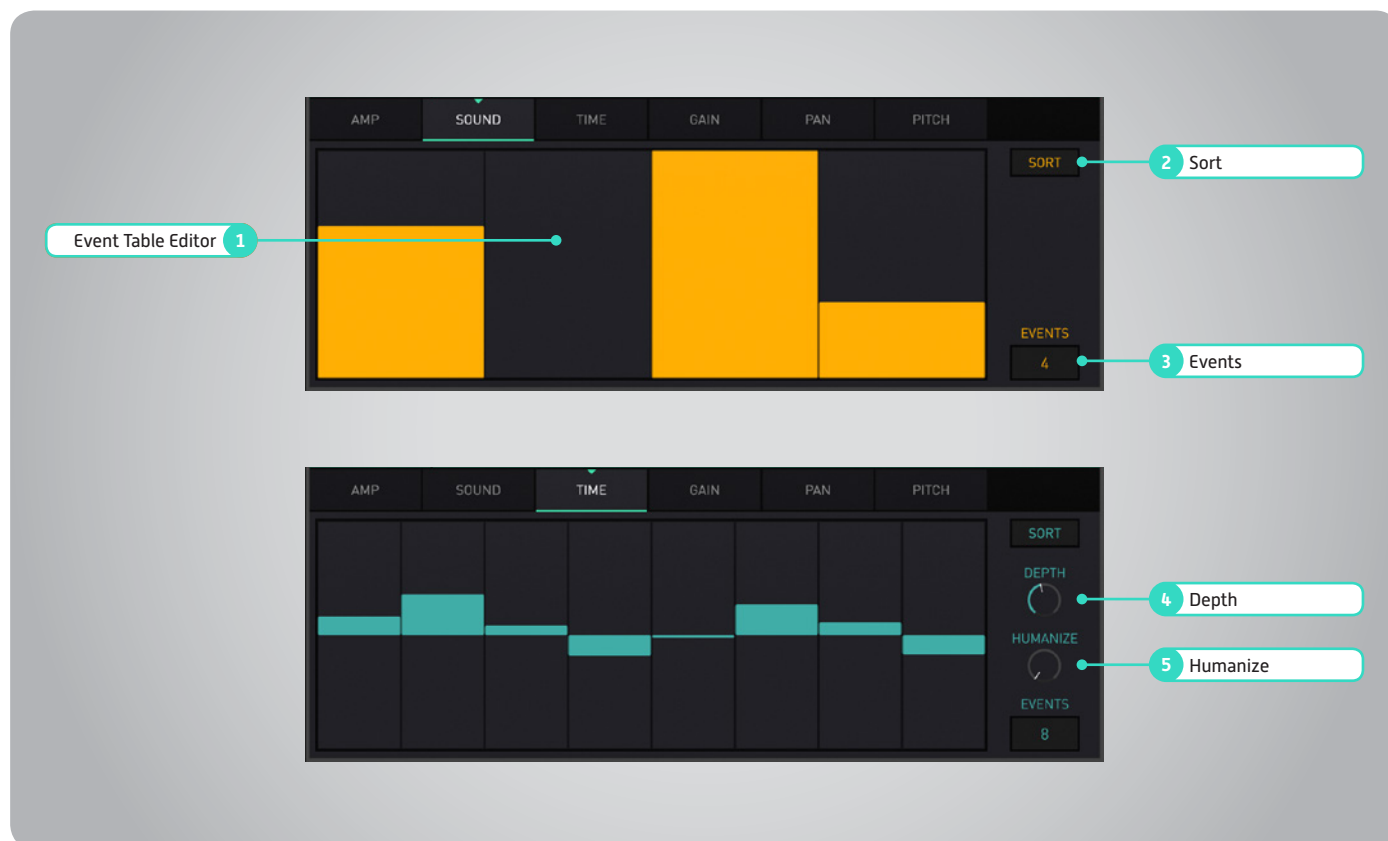 AMP SOUND TIME GAIN PAN PITCH
SORT
2 Sort
Event Table Editor 1
EVENTS
4
3 Events
AMP SOUND TIME GAIN PAN PITCH
SORT
DEPTH
4 Depth
HUMANIZE
5 Humanize
EVENTS
8